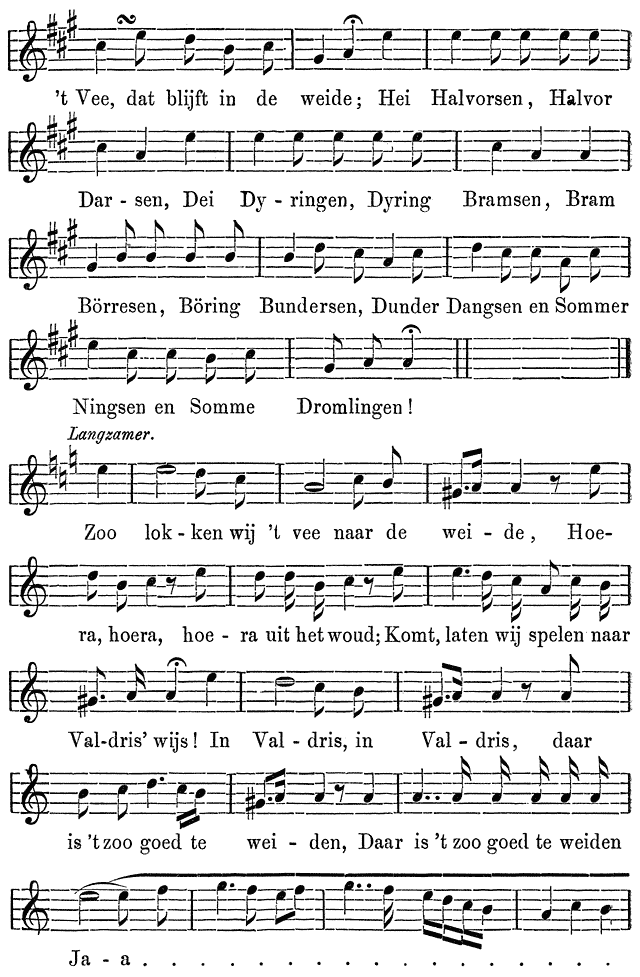 't Vee, dat blijft in de weide; Hei Halvorsen, Halvor
Dar - sen, Dei Dy - ringen, Dyring Bramsen, Bram
Börresen, Böring Bundersen, Dunder Dangsen en Sommer
Ningsen en Somme Dromlingen!
Langzamer.
Zoo lok - ken wij 't vee naar de wei - de, Hoe-
ra, hoera, hoe - ra uit het woud; Komt, laten wij spelen naar
Val-dris' wijs! In Val - dris, in Val - dris, daar
is 't zoo goed te wei - den, Daar is 't zoo goed te weiden
Ja - a . . . . . . . . . . . . . . . . .